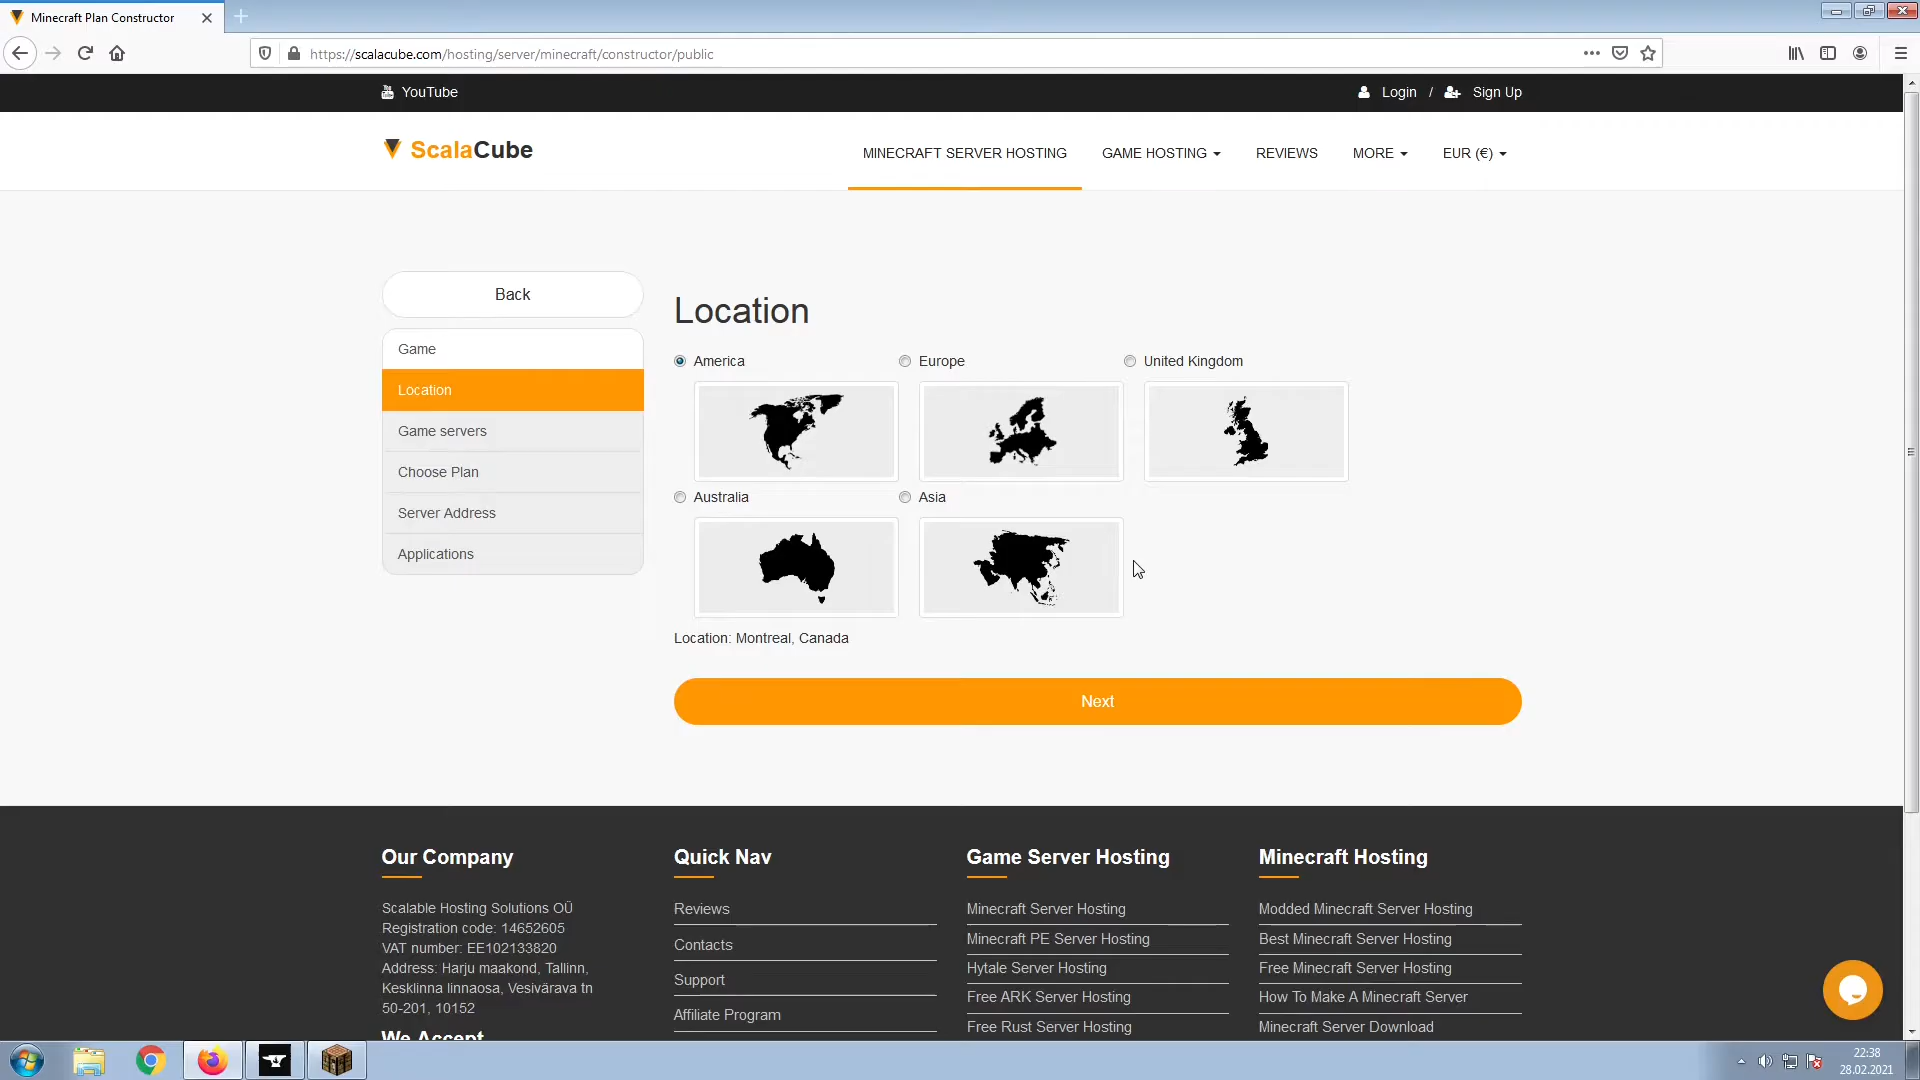 Minecraft Plan Constructor
https://scalacube.com/hosting/server/minecraft/constructor/public
YouTube
Login / Sign Up
ScalaCube
MINECRAFT SERVER HOSTING
GAME HOSTING
REVIEWS
MORE
EUR (€)
Back
Game
Location
Game servers
Choose Plan
Server Address
Applications
Location
America
Europe
United Kingdom
Australia
Asia
Location: Montreal, Canada
Next
Our Company
Scalable Hosting Solutions OÜ
Registration code: 14652605
VAT number: EE102133820
Address: Harju maakond, Tallinn,
Kesklinna linnaosa, Vesivärava tn
50-201, 10152
We Accept
Quick Nav
Reviews
Contacts
Support
Affiliate Program
Game Server Hosting
Minecraft Server Hosting
Minecraft PE Server Hosting
Hytale Server Hosting
Free ARK Server Hosting
Free Rust Server Hosting
Minecraft Hosting
Modded Minecraft Server Hosting
Best Minecraft Server Hosting
Free Minecraft Server Hosting
How To Make A Minecraft Server
Minecraft Server Download
22:38
28.02.2021